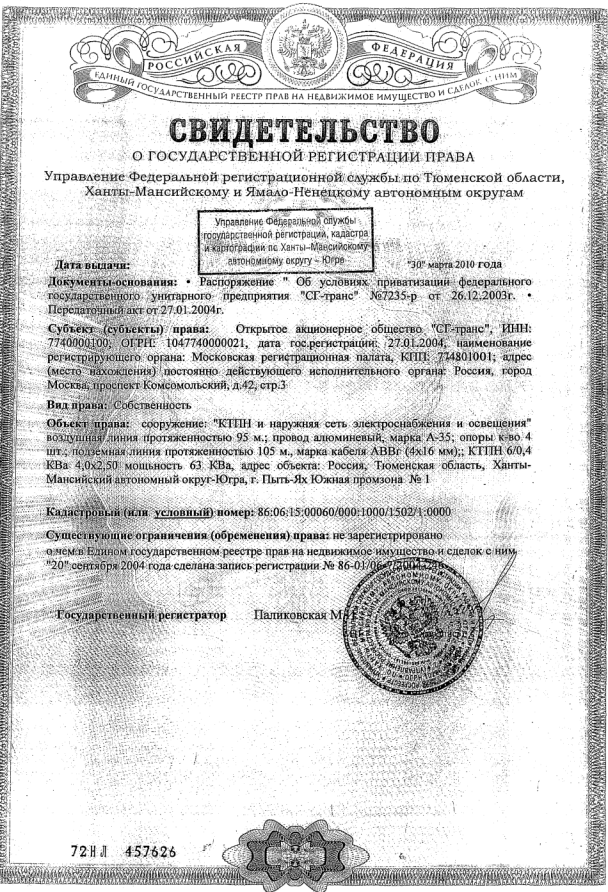 РОССИЙСКАЯ ФЕДЕРАЦИЯ
ЕДИНЫЙ ГОСУДАРСТВЕННЫЙ РЕЕСТР ПРАВ НА НЕДВИЖИМОЕ ИМУЩЕСТВО И СДЕЛОК С НИМ
СВИДЕТЕЛЬСТВО
О ГОСУДАРСТВЕННОЙ РЕГИСТРАЦИИ ПРАВА
Управление Федеральной регистрационной службы по Тюменской области,
Ханты-Мансийскому и Ямало-Ненецкому автономным округам
Управление Федеральной службы
государственной регистрации, кадастра
и картографии по Ханты-Мансийскому
автономному округу – Югре
Дата выдачи: "30" марта 2010 года
Документы-основания: • Распоряжение " Об условиях приватизации федерального
государственного унитарного предприятия "СГ-транс" №7235-р от 26.12.2003г. •
Передаточный акт от 27.01.2004г.
Субъект (субъекты) права: Открытое акционерное общество "СГ-транс", ИНН:
7740000100, ОГРН: 1047740000021, дата гос.регистрации: 27.01.2004, наименование
регистрирующего органа: Московская регистрационная палата, КПП: 774801001; адрес
(место нахождения) постоянно действующего исполнительного органа: Россия, город
Москва, проспект Комсомольский, д.42, стр.3
Вид права: Собственность
Объект права: сооружение: "КТПН и наружняя сеть электроснабжения и освещения"
воздушная линия протяженностью 95 м.; провод алюминевый, марка А-35; опоры к-во 4
шт.; подземная линия протяженностью 105 м., марка кабеля АВВг (4x16 мм);; КТПН 6/0,4
КВа 4,0x2,50 мощьность 63 КВа, адрес объекта: Россия, Тюменская область, Ханты-
Мансийский автономный округ-Югра, г. Пыть-Ях Южная промзона № 1
Кадастровый (или условный) номер: 86:06:15:00060/000:1000/1502/1:0000
Существующие ограничения (обременения) права: не зарегистрировано
о чем в Едином государственном реестре прав на недвижимое имущество и сделок с ним
"20" сентября 2004 года сделана запись регистрации № 86-01/06-
Государственный регистратор Паликовская М.
72НЛ 457626